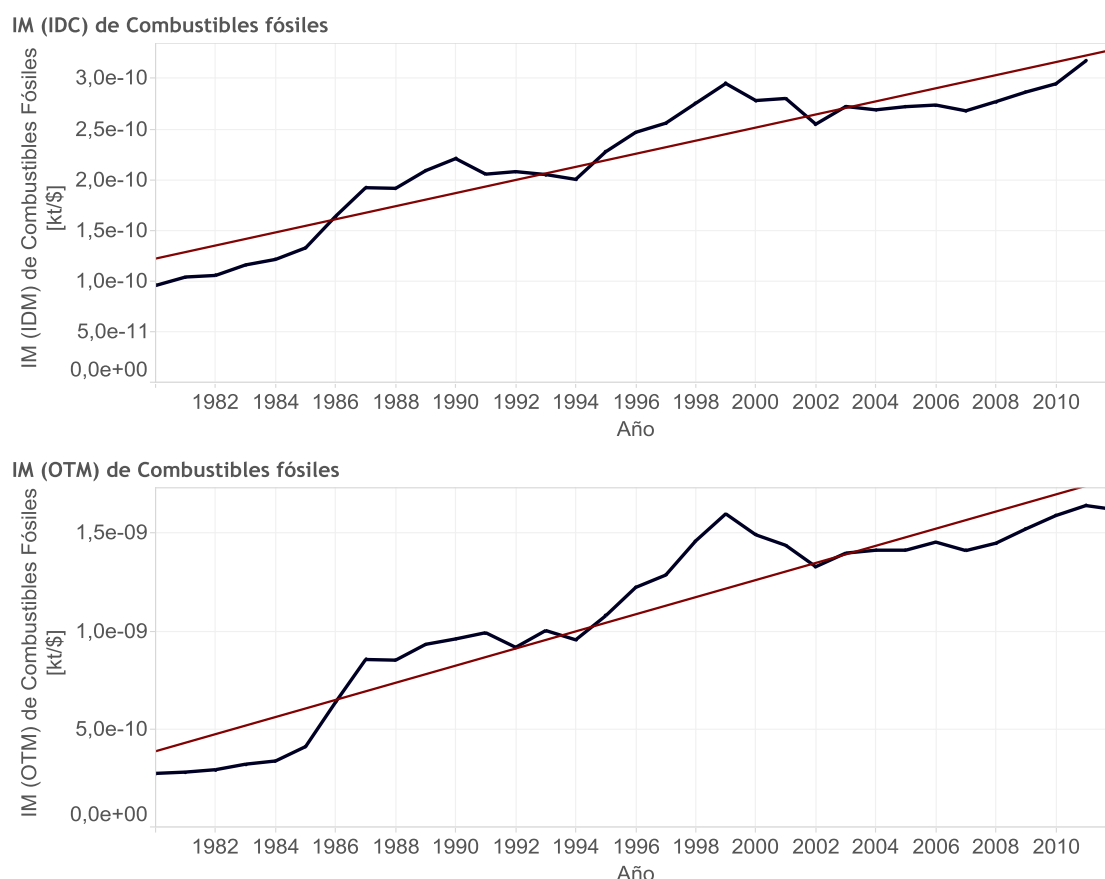 IM (IDC) de Combustibles fósiles
IM (IDM) de Combustibles Fósiles
[kt/$]
3,0e-10
2,5e-10
2,0e-10
1,5e-10
1,0e-10
5,0e-11
0,0e+00
1982 1984 1986 1988 1990 1992 1994 1996 1998 2000 2002 2004 2006 2008 2010
Año
IM (OTM) de Combustibles fósiles
IM (OTM) de Combustibles Fósiles
[kt/$]
1.5e-09
1.0e-09
5,0e-10
0,0e+00
1982 1984 1986 1988 1990 1992 1994 1996 1998 2000 2002 2004 2006 2008 2010
Año